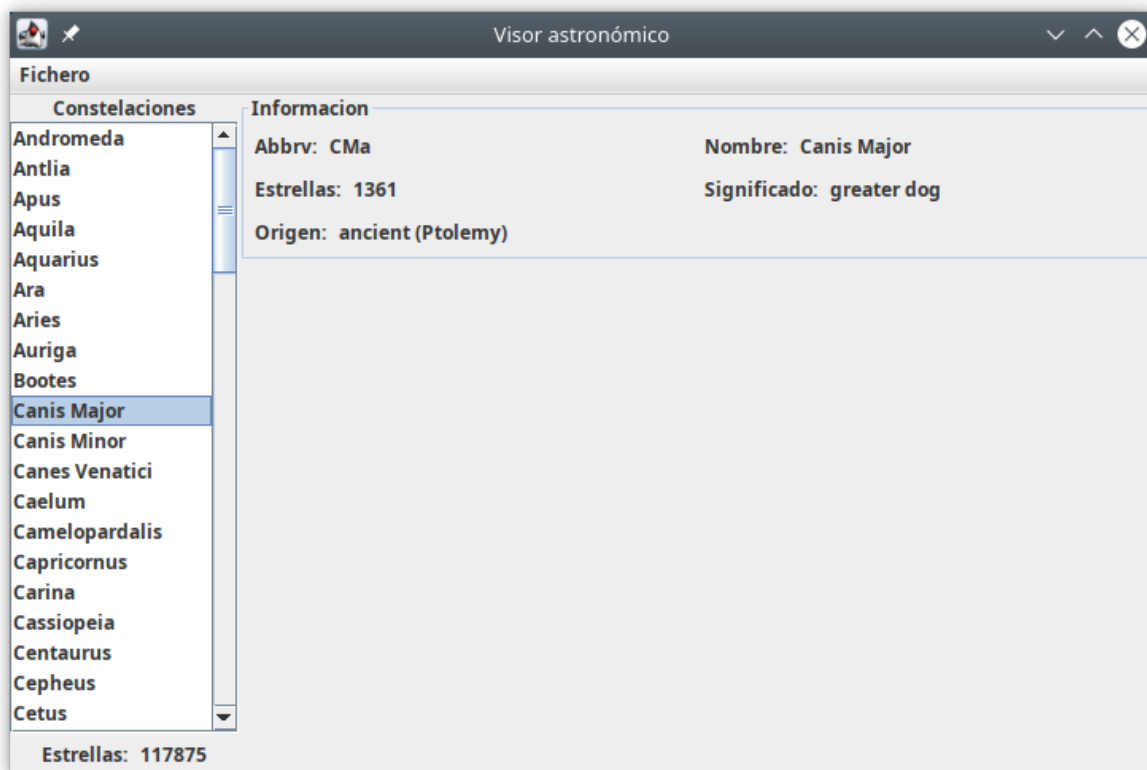 Visor astronómico
Fichero
Constelaciones
Andromeda
Antlia
Apus
Aquila
Aquarius
Ara
Aries
Auriga
Bootes
Canis Major
Canis Minor
Canes Venatici
Caelum
Camelopardalis
Capricornus
Carina
Cassiopeia
Centaurus
Cepheus
Cetus
Estrellas: 117875
Informacion
Abbrv: CMa Nombre: Canis Major
Estrellas: 1361 Significado: greater dog
Origen: ancient (Ptolemy)